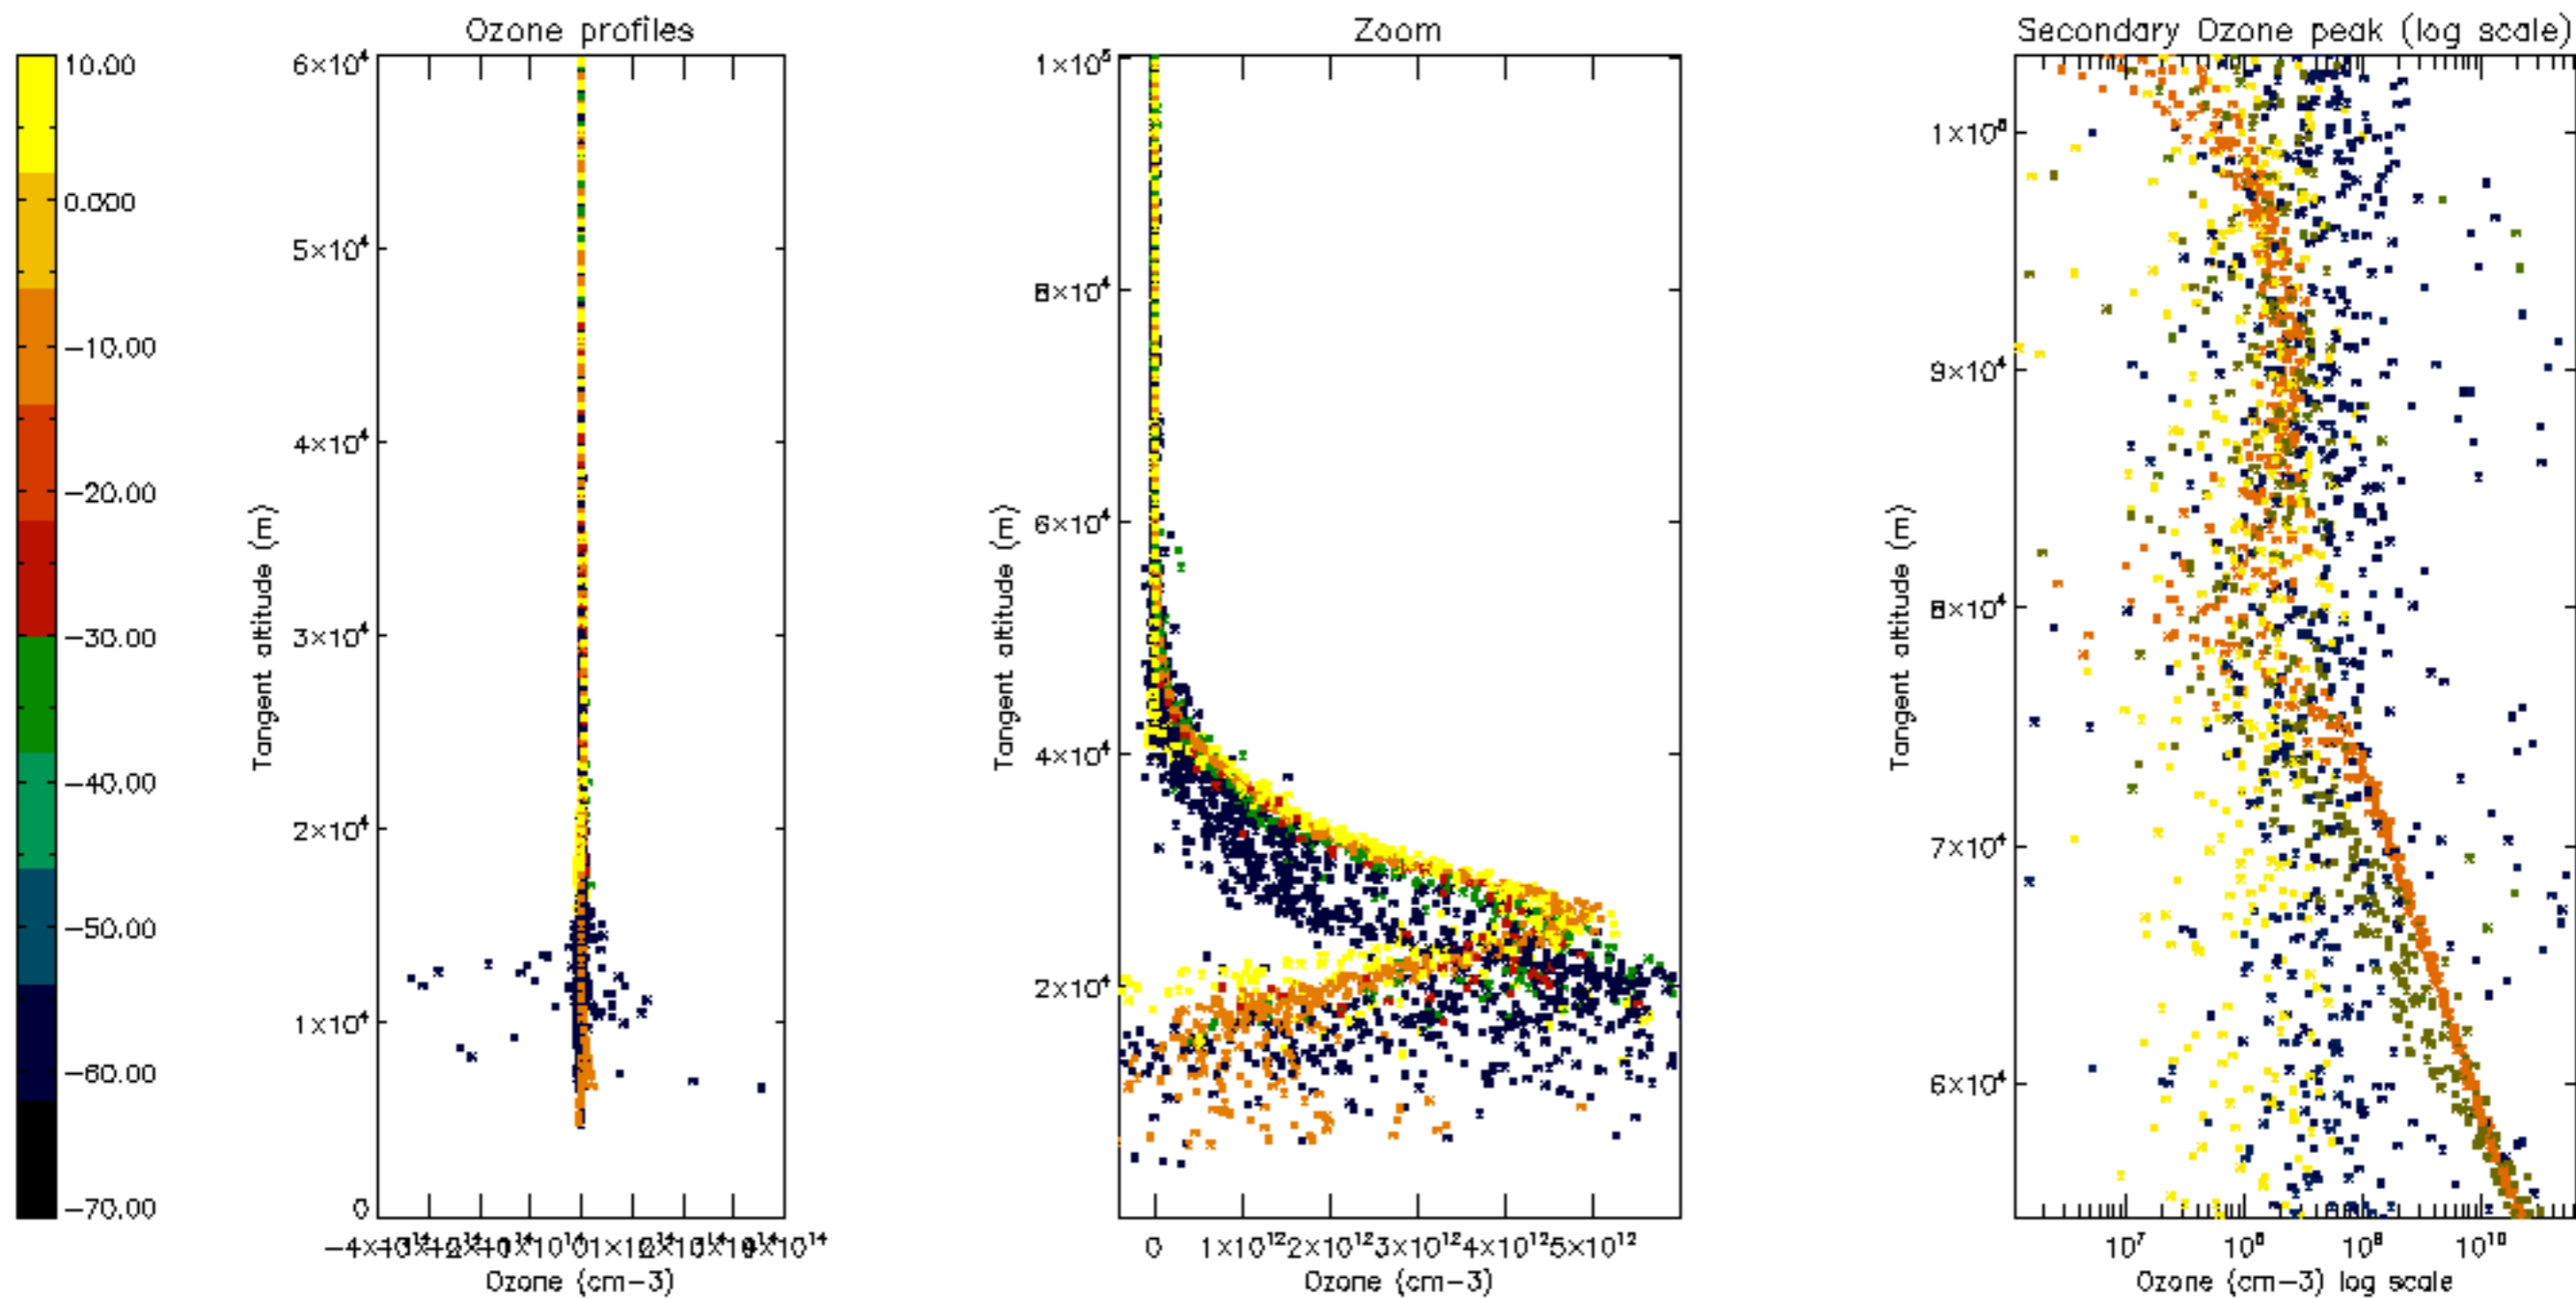 Ozone profiles
Zoom
Secondary Ozone peak (log scale)
10.00
0.000
−10.00
−20.00
−30.00
−40.00
−50.00
−60.00
−70.00
6×10⁴
5×10⁴
4×10⁴
3×10⁴
2×10⁴
1×10⁴
0
Tangent altitude (m)
Ozone (cm−3)
1×10⁵
8×10⁴
6×10⁴
4×10⁴
2×10⁴
Tangent altitude (m)
0 1×10¹² 2×10¹² 3×10¹² 4×10¹² 5×10¹²
Ozone (cm−3)
1×10⁵
9×10⁴
8×10⁴
7×10⁴
6×10⁴
Tangent altitude (m)
10⁷ 10⁸ 10⁹ 10¹⁰
Ozone (cm−3) log scale